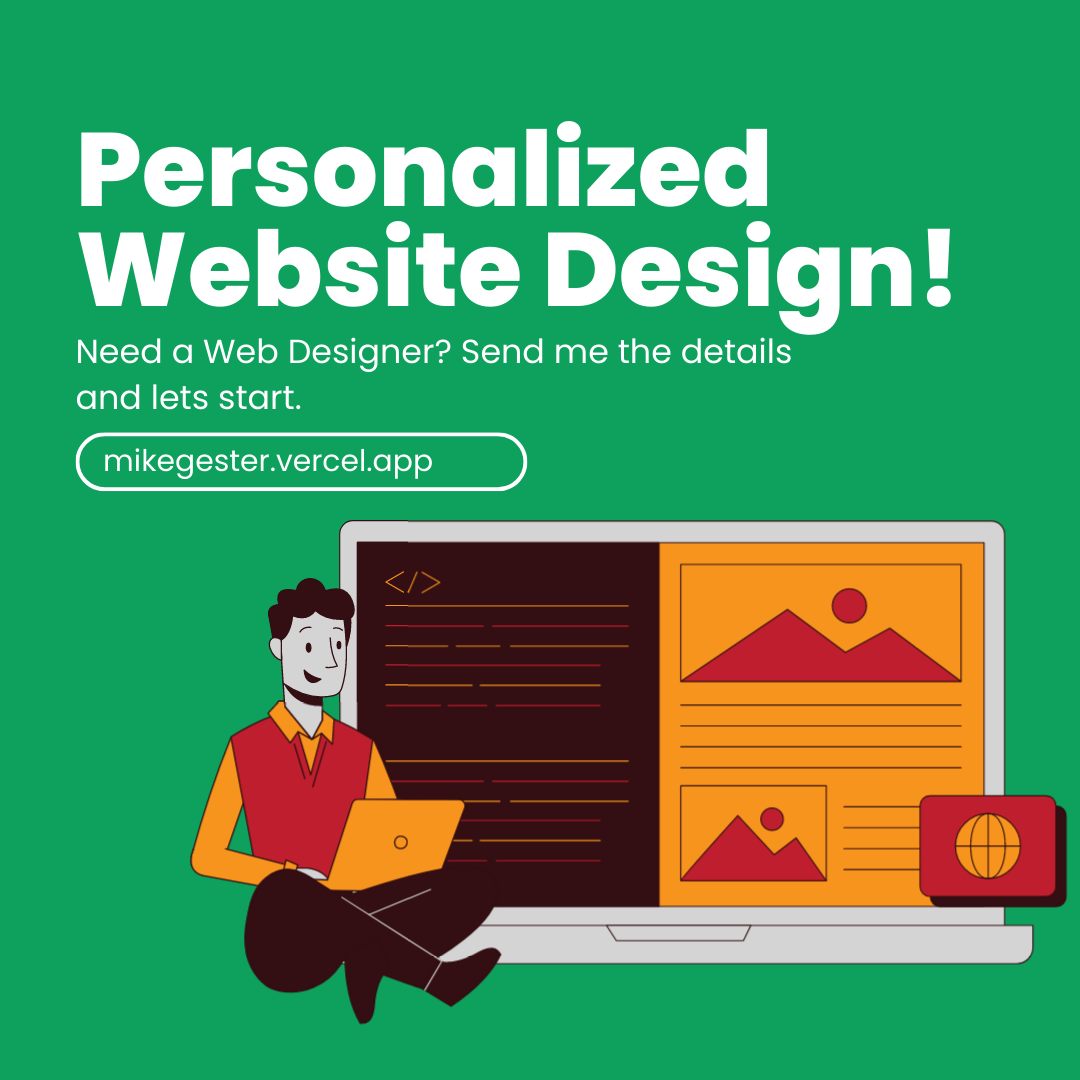 Personalized
Website Design!
Need a Web Designer? Send me the details
and lets start.
mikegester.vercel.app
</>